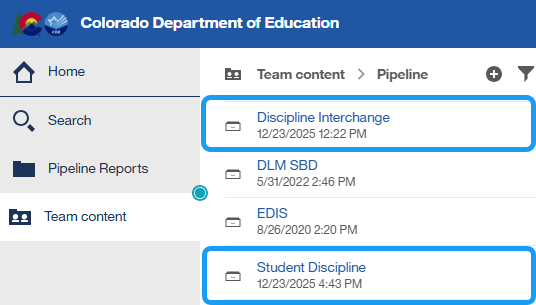 Colorado Department of Education
Home
Search
Pipeline Reports
Team content
Team content > Pipeline
Discipline Interchange
12/23/2025 12:22 PM
DLM SBD
5/31/2022 2:46 PM
EDIS
8/26/2020 2:20 PM
Student Discipline
12/23/2025 4:43 PM